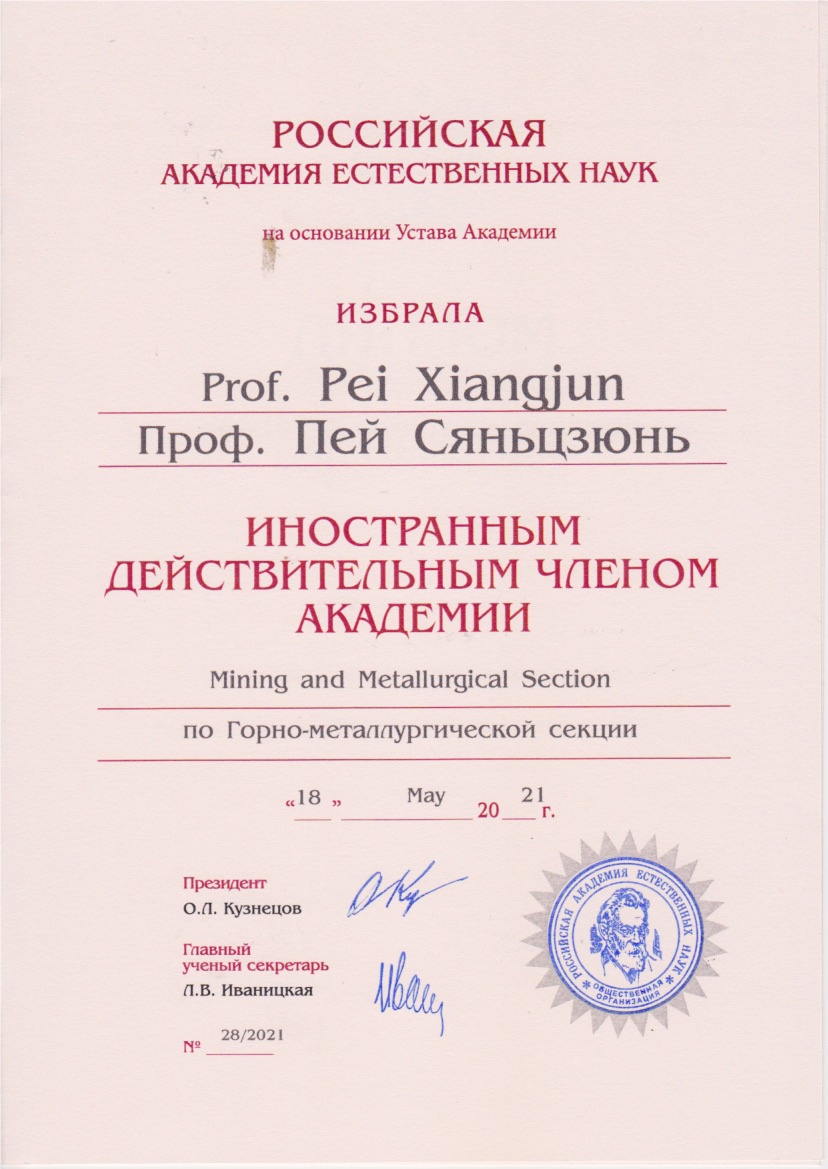 РОССИЙСКАЯ
АКАДЕМИЯ ЕСТЕСТВЕННЫХ НАУК
на основании Устава Академии
ИЗБРАЛА
Prof. Pei Xiangjun
Проф. Пей Сяньцзюнь
ИНОСТРАННЫМ
ДЕЙСТВИТЕЛЬНЫМ ЧЛЕНОМ
АКАДЕМИИ
Mining and Metallurgical Section
по Горно-металлургической секции
„18 ” May 20 21 г.
Президент
О.Л. Кузнецов
Главный
ученый секретарь
Л.В. Иваницкая
№ 28/2021
РОССИЙСКАЯ АКАДЕМИЯ ЕСТЕСТВЕННЫХ НАУК
* ОБЩЕСТВЕННАЯ *
ОРГАНИЗАЦИЯ